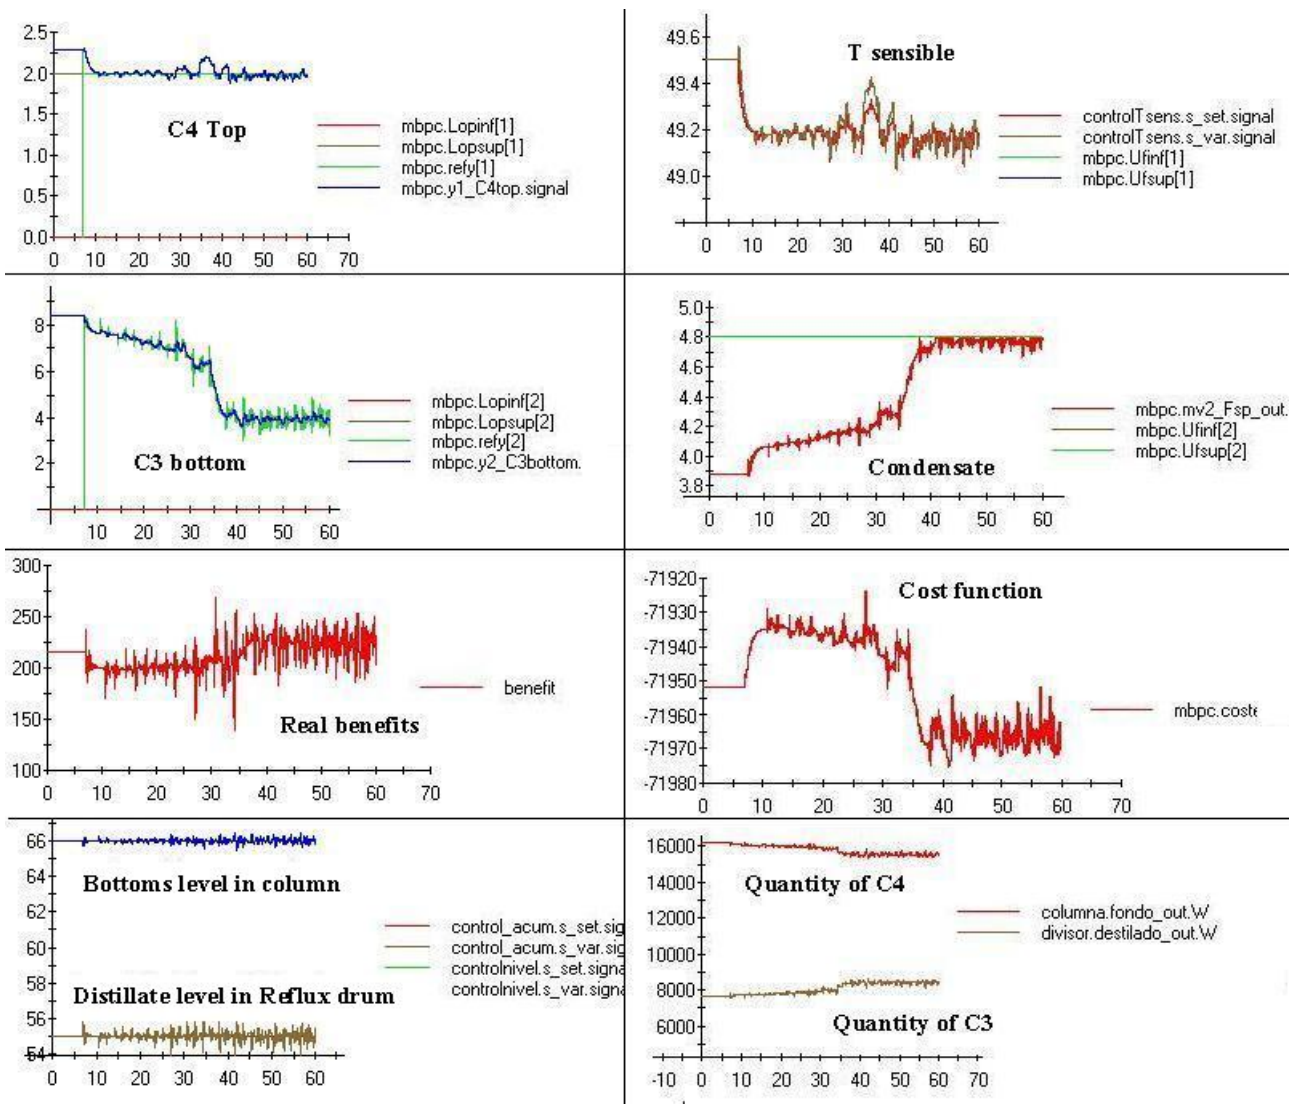 2.5
2.0
1.5
1.0
0.5
0.0
C4 Top
mbpc.Lopinf[1]
mbpc.Lopsup[1]
mbpc.refy[1]
mbpc.y1_C4top.signal
0 10 20 30 40 50 60 70
49.6
49.4
49.2
49.0
T sensible
controlTsens.s_set.signal
controlTsens.s_var.signal
mbpc.Ufinf[1]
mbpc.Ufsup[1]
0 10 20 30 40 50 60
8
6
4
2
C3 bottom
mbpc.Lopinf[2]
mbpc.Lopsup[2]
mbpc.refy[2]
mbpc.y2_C3bottom.
10 20 30 40 50 60
5.0
4.8
4.6
4.4
4.2
4.0
3.8
Condensate
mbpc.mv2_Fsp_out.
mbpc.Ufinf[2]
mbpc.Ufsup[2]
0 10 20 30 40 50 60
300
250
200
150
100
Real benefits
benefit
0 10 20 30 40 50 60 70
-71920
-71930
-71940
-71950
-71960
-71970
-71980
Cost function
mbpc.coste
0 10 20 30 40 50 60 70
66
64
62
60
58
56
54
Bottoms level in column
Distillate level in Reflux drum
control_acum.s_set.sig
control_acum.s_var.sig
controlnivel.s_set.signa
controlnivel.s_var.signa
0 10 20 30 40 50 60
16000
14000
12000
10000
8000
6000
Quantity of C4
Quantity of C3
columna.fondo_out.W
divisor.destilado_out.W
-10 0 10 20 30 40 50 60 70